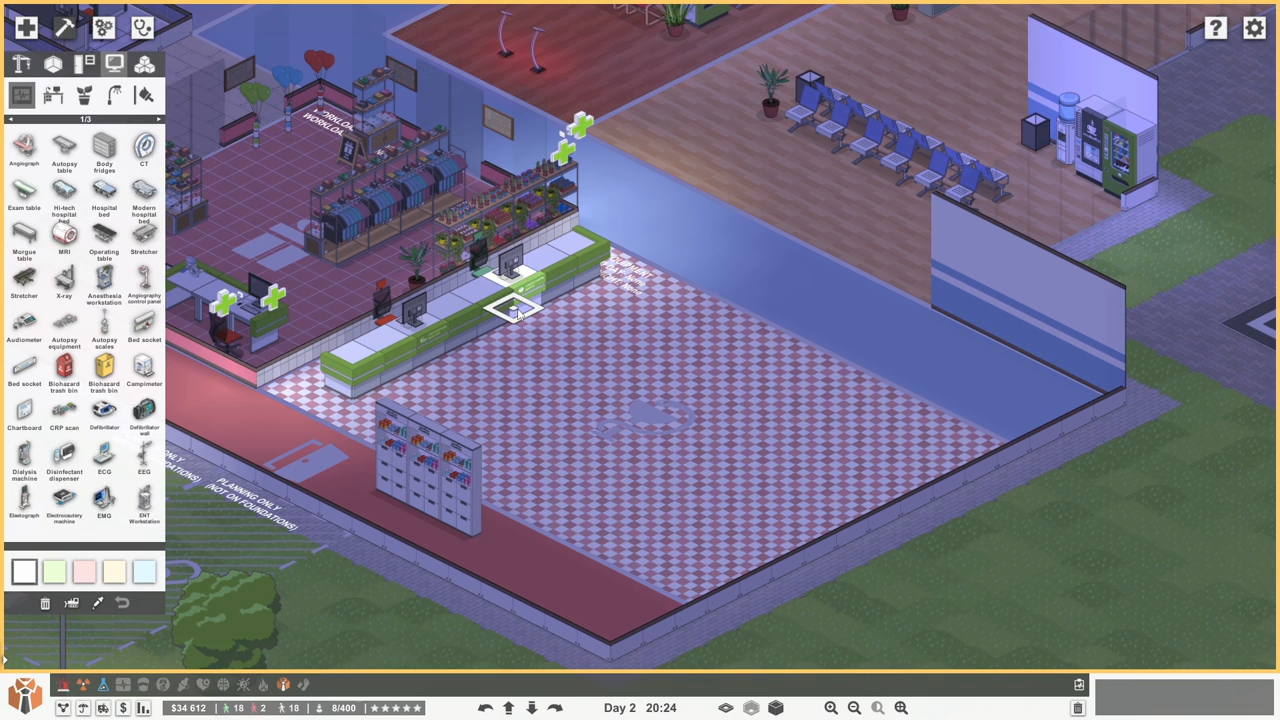 ?
1/3
Angiograph
Autopsy table
Body fridges
CT
Exam table
Hi-tech hospital bed
Hospital bed
Modern hospital bed
Morgue table
MRI
Operating table
Stretcher
Stretcher
X-ray
Anesthesia workstation
Angiography control panel
Audiometer
Autopsy equipment
Autopsy scales
Bed socket
Bed socket
Biohazard trash bin
Biohazard trash bin
Campimeter
Chartboard
CRP scan
Defibrillator
Defibrillator wall
Dialysis machine
Disinfectant dispenser
ECG
EEG
Elastograph
Electrocautery machine
EMG
ENT Workstation
WORKLOA
WORKLOA
ONLY
PLANNING ONLY
(NOT ON FOUNDATIONS)
$34 612
18
2
18
8/400
Day 2 20:24